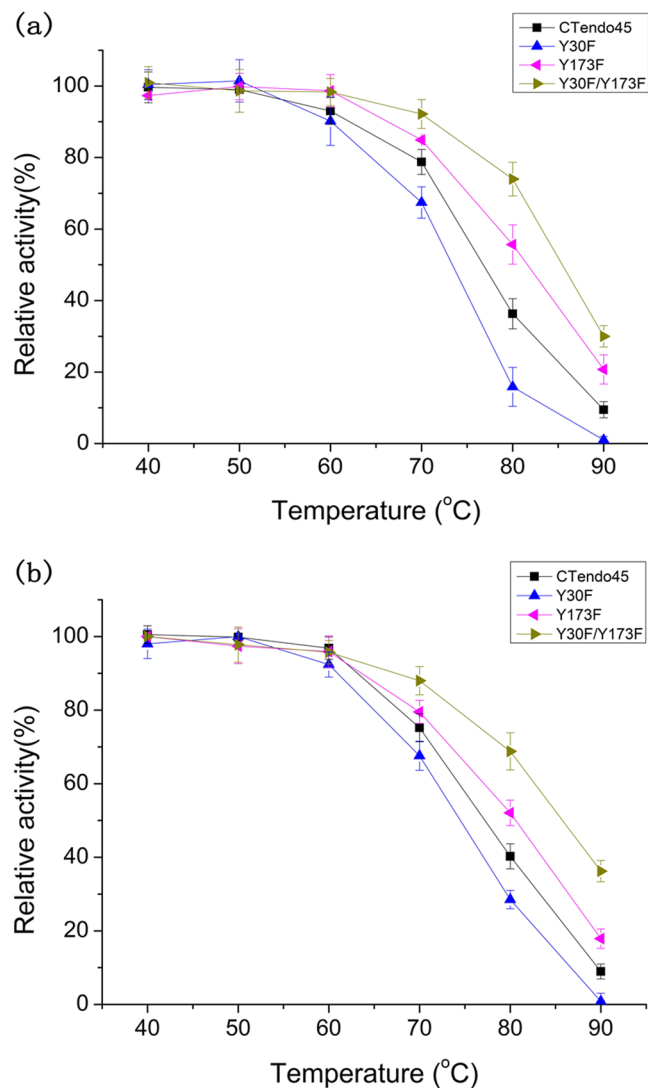 (a)
CTendo45
Y30F
Y173F
Y30F/Y173F
Relative activity(%)
120
100
80
60
40
20
0
40 50 60 70 80 90
Temperature (°C)
(b)
CTendo45
Y30F
Y173F
Y30F/Y173F
Relative activity(%)
120
100
80
60
40
20
0
40 50 60 70 80 90
Temperature (°C)